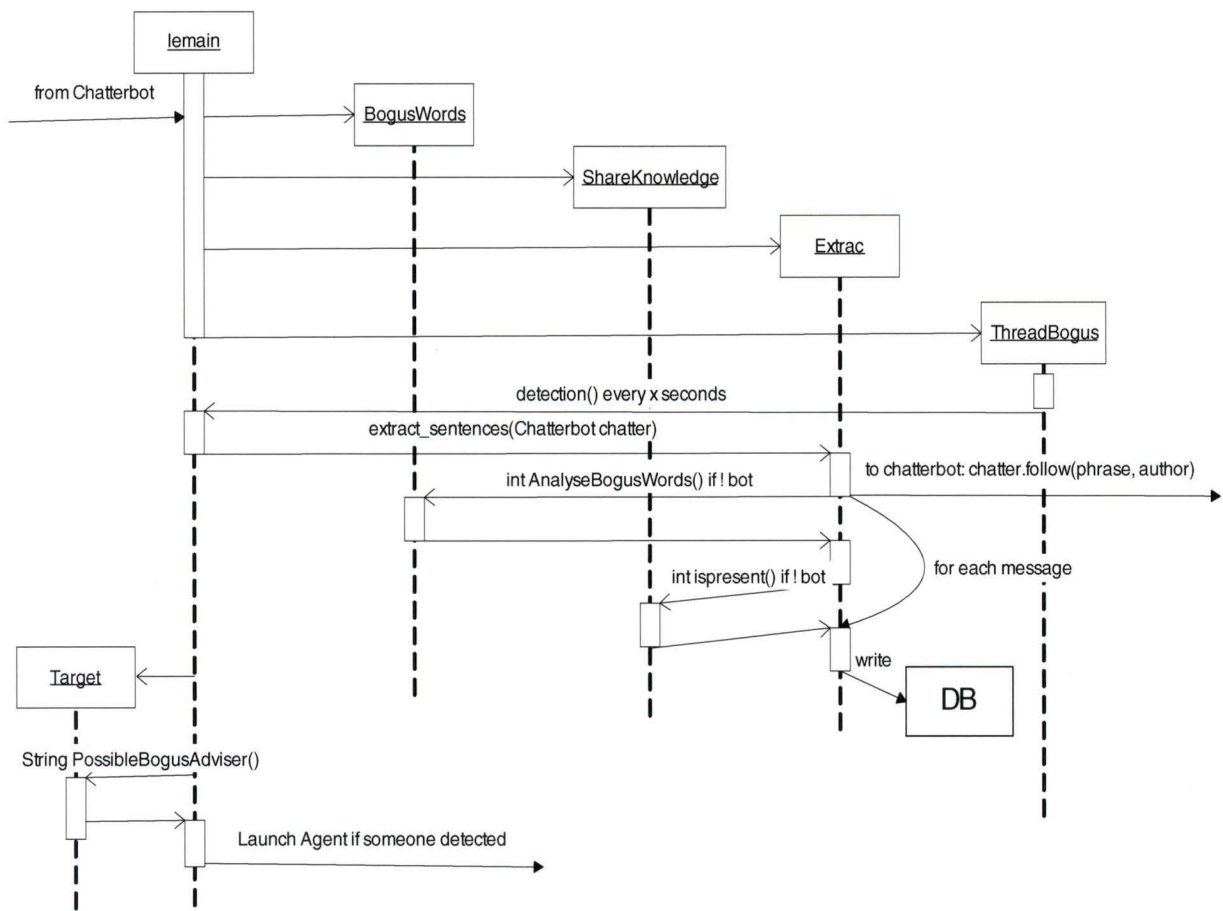 lemain
from Chatterbot
BogusWords
ShareKnowledge
Extrac
ThreadBogus
detection() every x seconds
extract_sentences(Chatterbot chatter)
to chatterbot: chatter.follow(phrase, author)
int AnalyseBogusWords() if ! bot
for each message
int ispresent() if ! bot
write
Target
DB
String PossibleBogusAdviser()
Launch Agent if someone detected